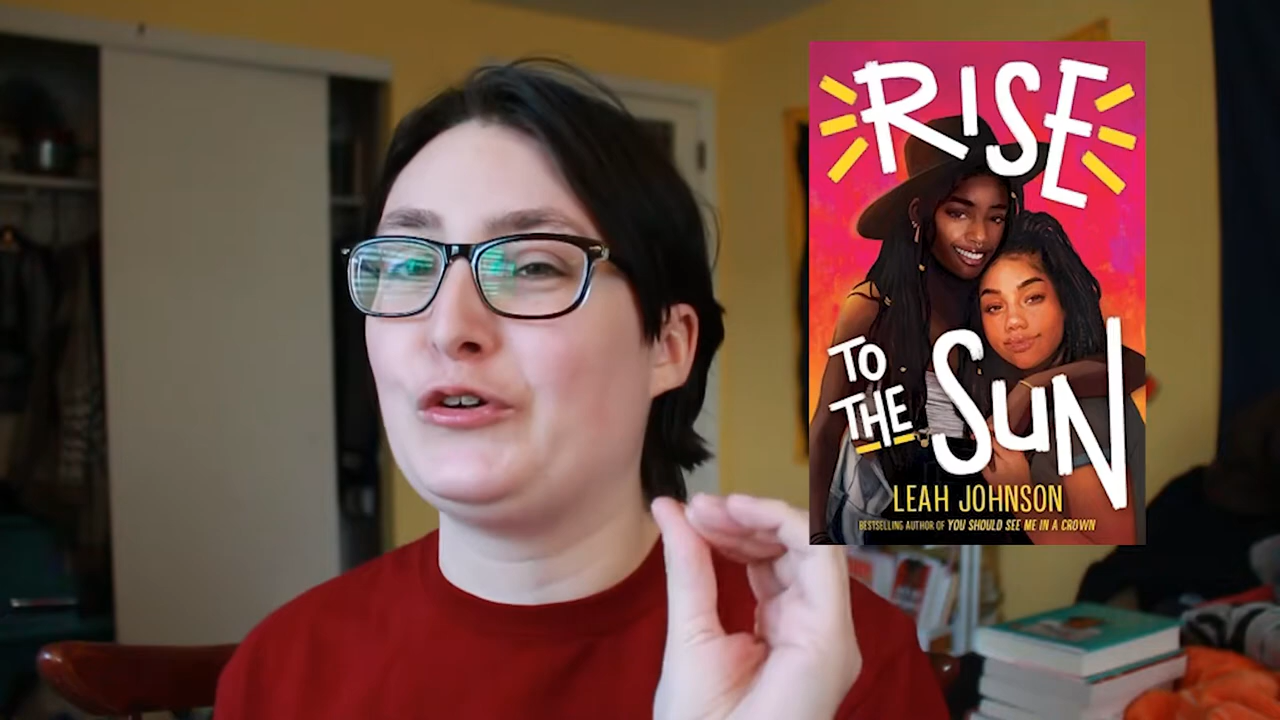 RISE
TO
THE SUN
LEAH JOHNSON
BESTSELLING AUTHOR OF YOU SHOULD SEE ME IN A CROWN